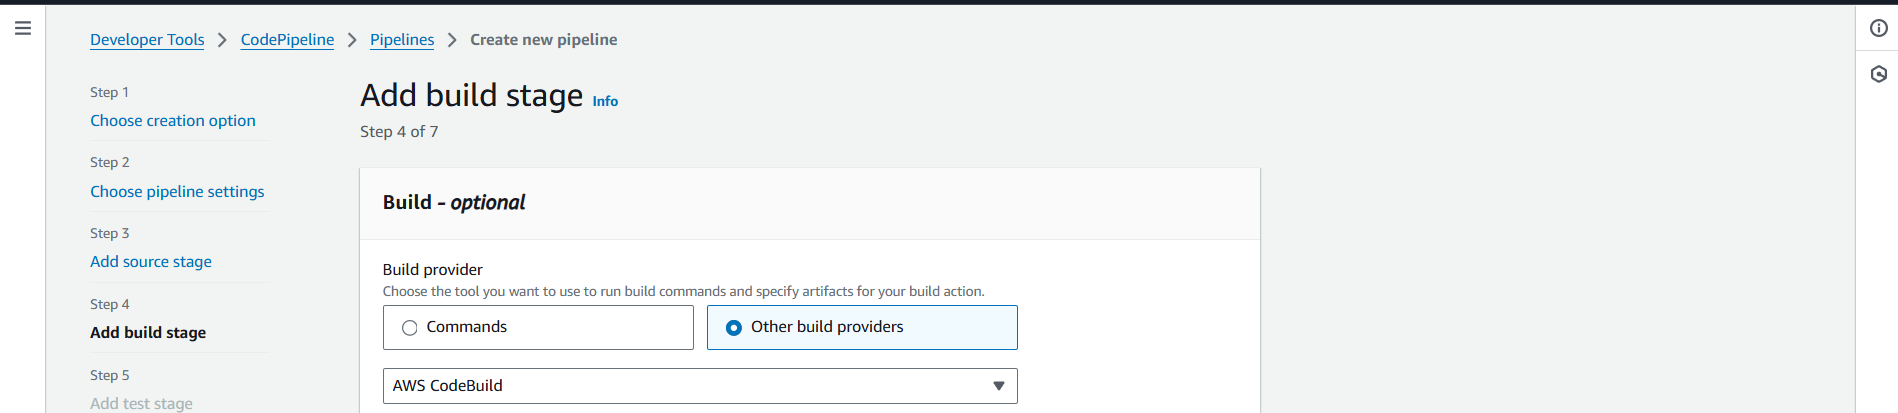 Developer Tools > CodePipeline > Pipelines > Create new pipeline
Step 1
Choose creation option
Step 2
Choose pipeline settings
Step 3
Add source stage
Step 4
Add build stage
Step 5
Add test stage
Add build stage Info
Step 4 of 7
Build - optional
Build provider
Choose the tool you want to use to run build commands and specify artifacts for your build action.
Commands
Other build providers
AWS CodeBuild